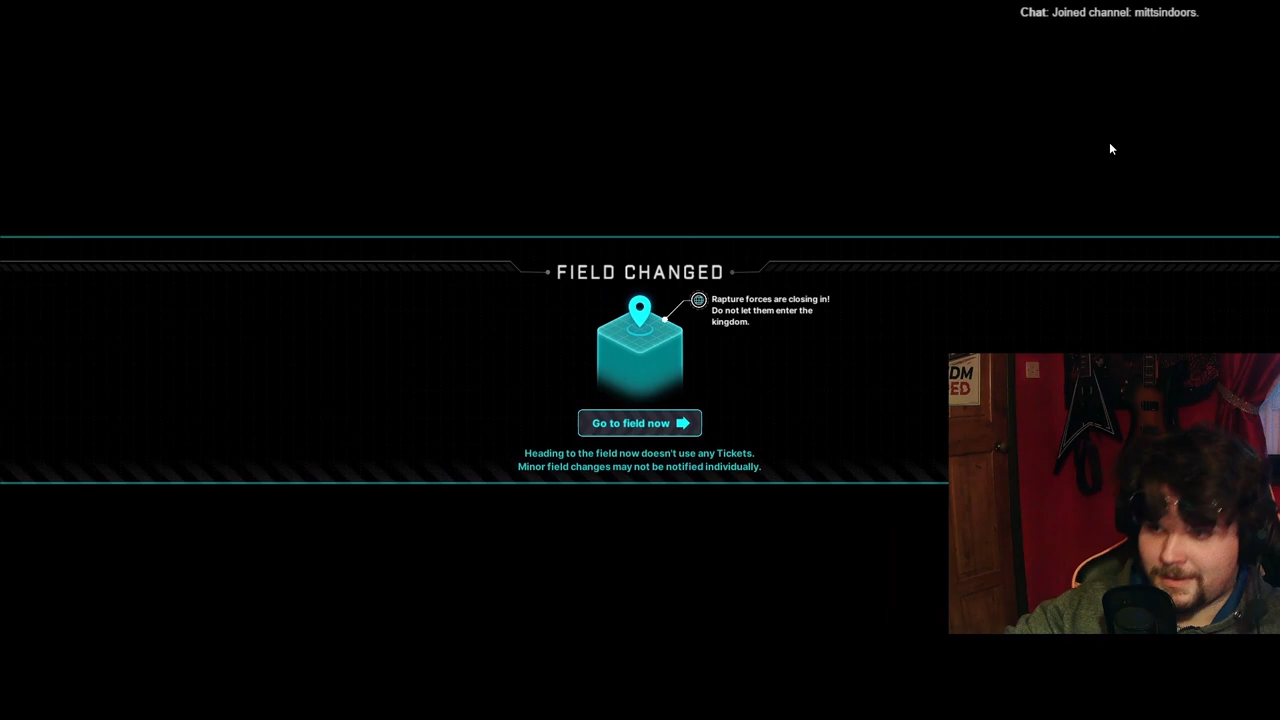 Chat: Joined channel: mittsindoors.
FIELD CHANGED
Rapture forces are closing in!
Do not let them enter the
kingdom.
Go to field now
Heading to the field now doesn't use any Tickets.
Minor field changes may not be notified individually.
DM
ED